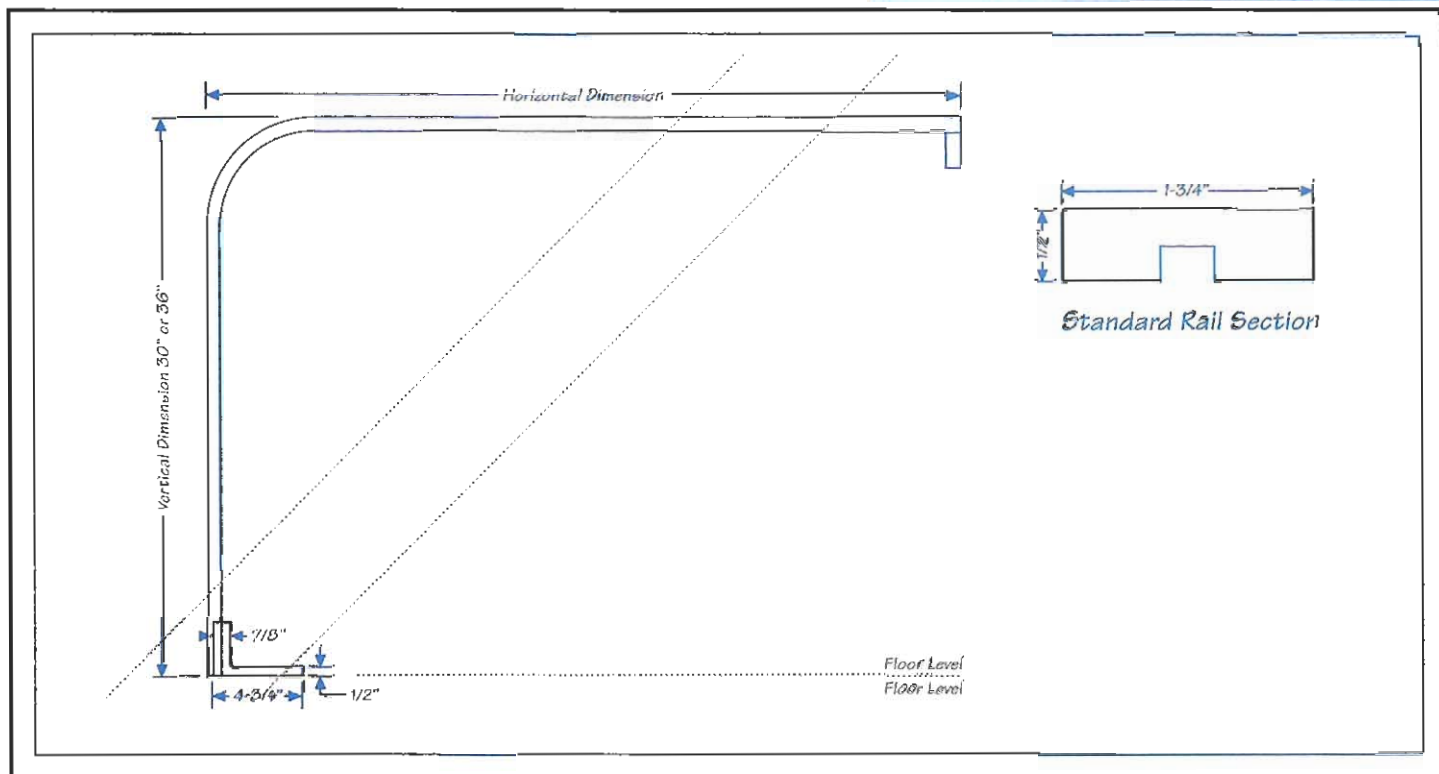 Horizontal Dimension
Vertical Dimension 30" or 36"
1-3/4"
1/2"
Standard Rail Section
7/8"
4-3/4"
1/2"
Floor Level
Floor Level